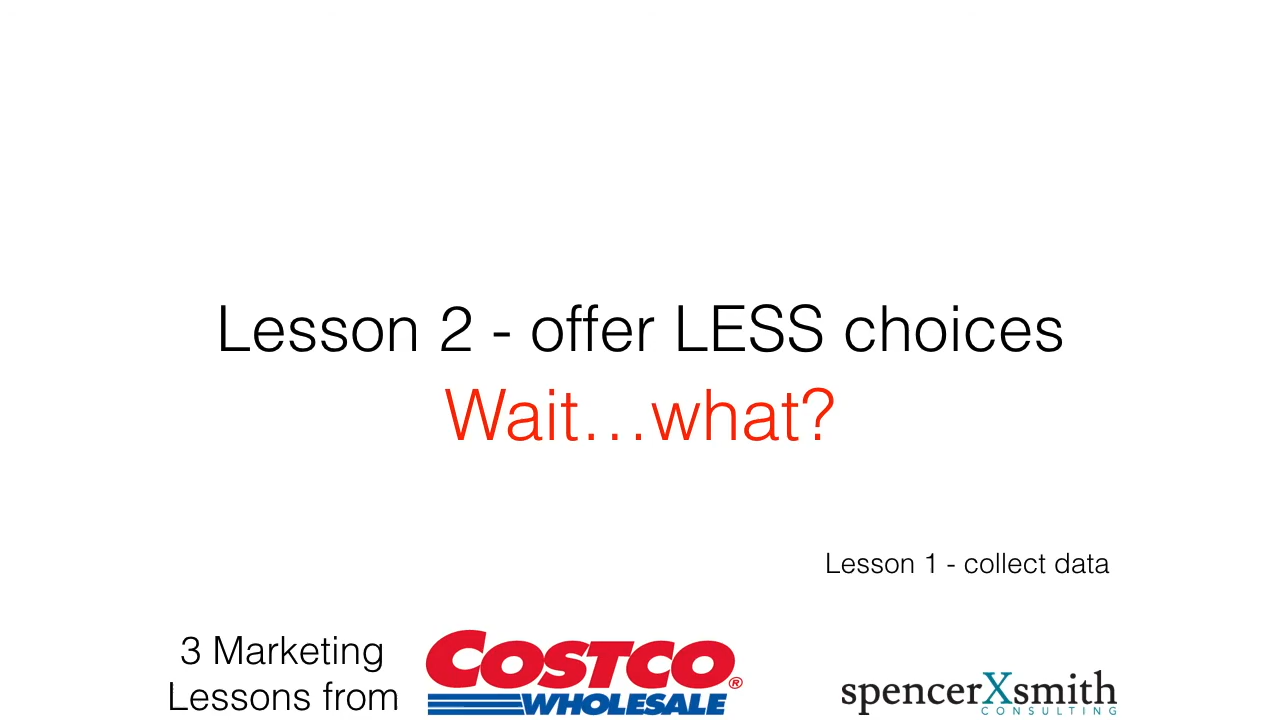 Lesson 2 - offer LESS choices
Wait…what?
Lesson 1 - collect data
3 Marketing
Lessons from
COSTCO®
WHOLESALE
spencerXsmith
CONSULTING